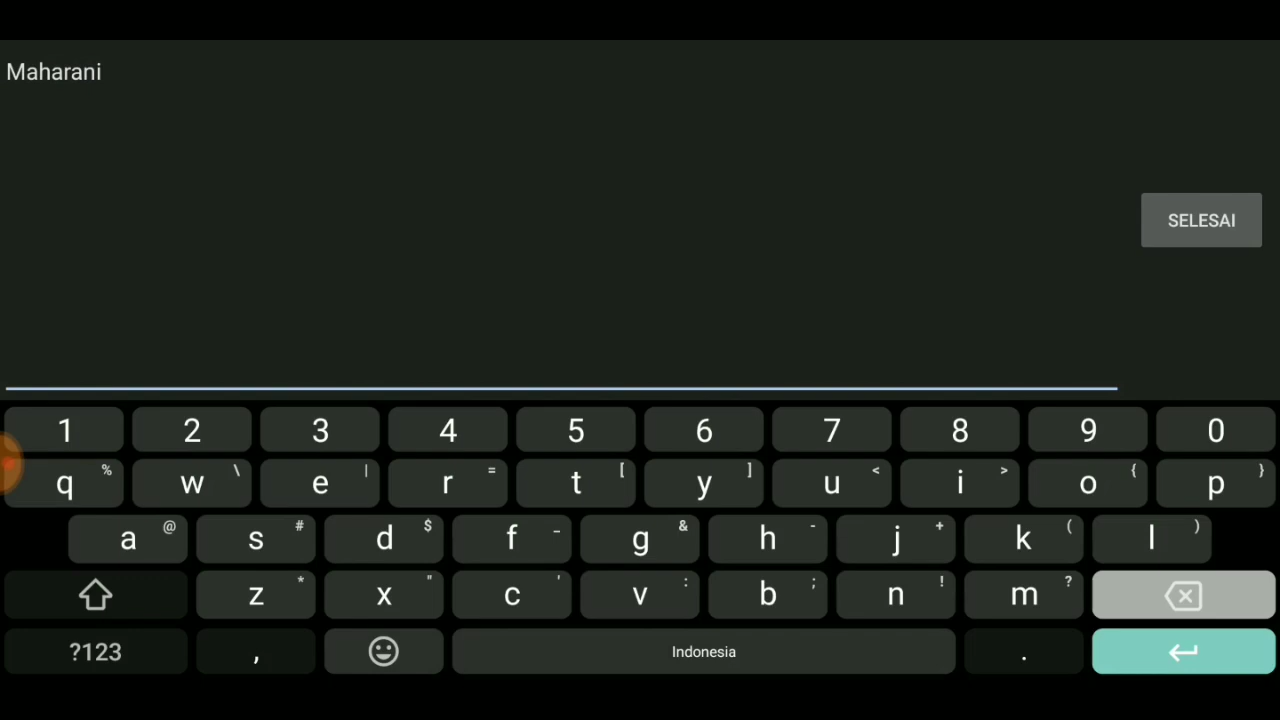 Maharani
SELESAI
1 2 3 4 5 6 7 8 9 0
q % w \ e | r = t [ y ] u < i > o { p }
a @ s # d $ f _ g & h - j + k ( l )
z * x " c ' v : b ; n ! m ?
?123 , Indonesia .